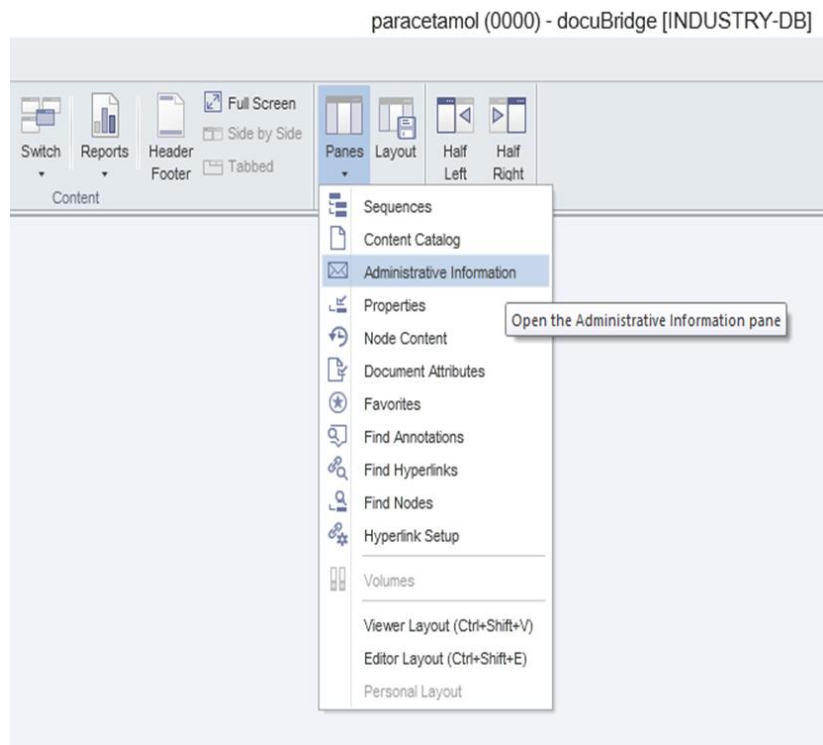 paracetamol (0000) - docuBridge [INDUSTRY-DB]
Full Screen
Side by Side
Tabbed
Switch
Reports
Header
Footer
Content
Panes
Layout
Half
Left
Half
Right
Sequences
Content Catalog
Administrative Information
Properties
Open the Administrative Information pane
Node Content
Document Attributes
Favorites
Find Annotations
Find Hyperlinks
Find Nodes
Hyperlink Setup
Volumes
Viewer Layout (Ctrl+Shift+V)
Editor Layout (Ctrl+Shift+E)
Personal Layout